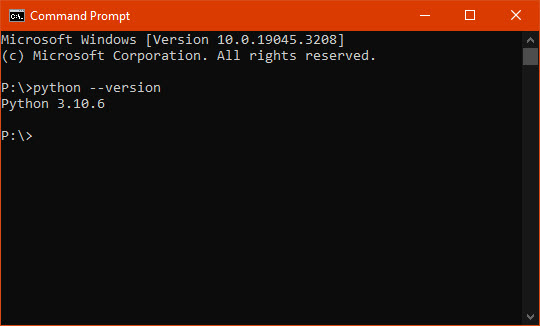 Command Prompt
Microsoft Windows [Version 10.0.19045.3208]
(c) Microsoft Corporation. All rights reserved.
P:\>python --version
Python 3.10.6
P:\>